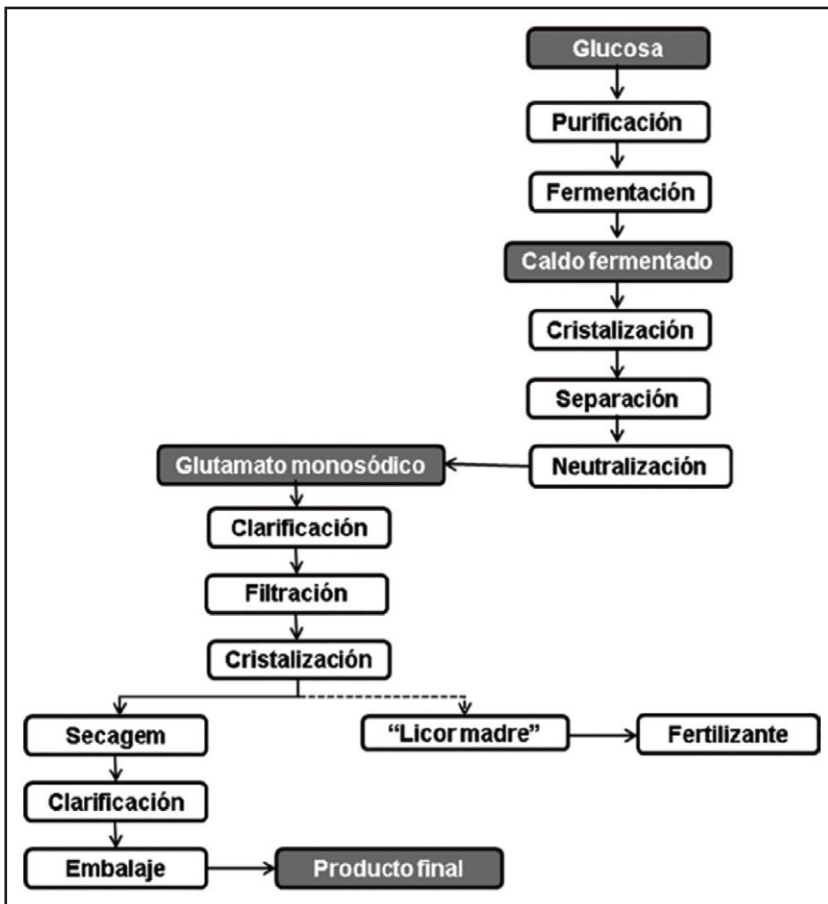 Glucosa
Purificación
Fermentación
Caldo fermentado
Cristalización
Separación
Neutralización
Glutamato monosódico
Clarificación
Filtración
Cristalización
Secagem
“Licor madre”
Fertilizante
Clarificación
Embalaje
Producto final